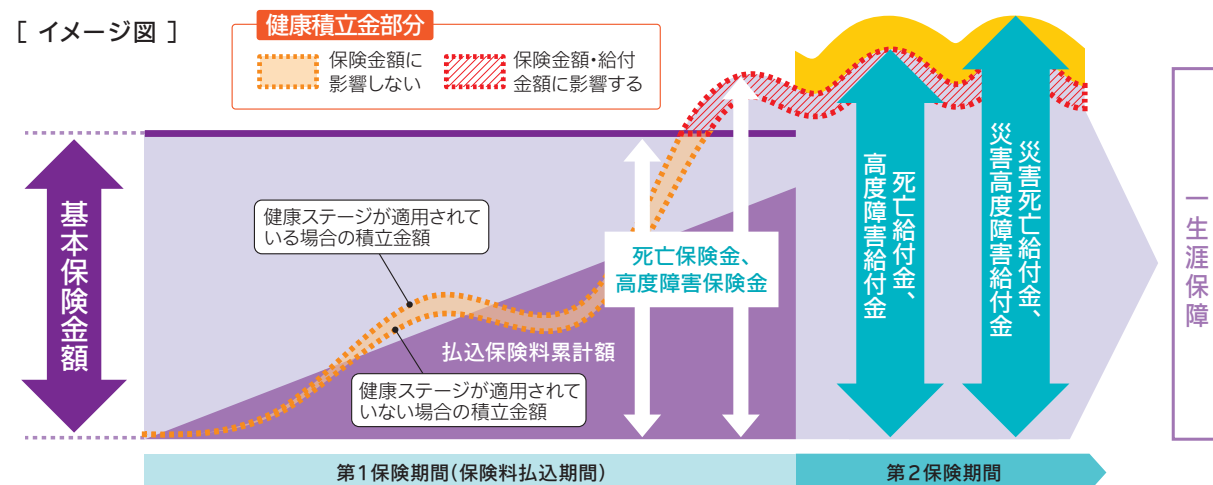 [ イメージ図 ]
健康積立金部分
保険金額に
影響しない
保険金額・給付
金額に影響する
基本保険金額
健康ステージが適用されて
いる場合の積立金額
払込保険料累計額
健康ステージが適用されて
いない場合の積立金額
死亡保険金、
高度障害保険金
死亡給付金、
高度障害給付金
災害死亡給付金、
災害高度障害給付金
一生涯保障
第1保険期間(保険料払込期間)
第2保険期間